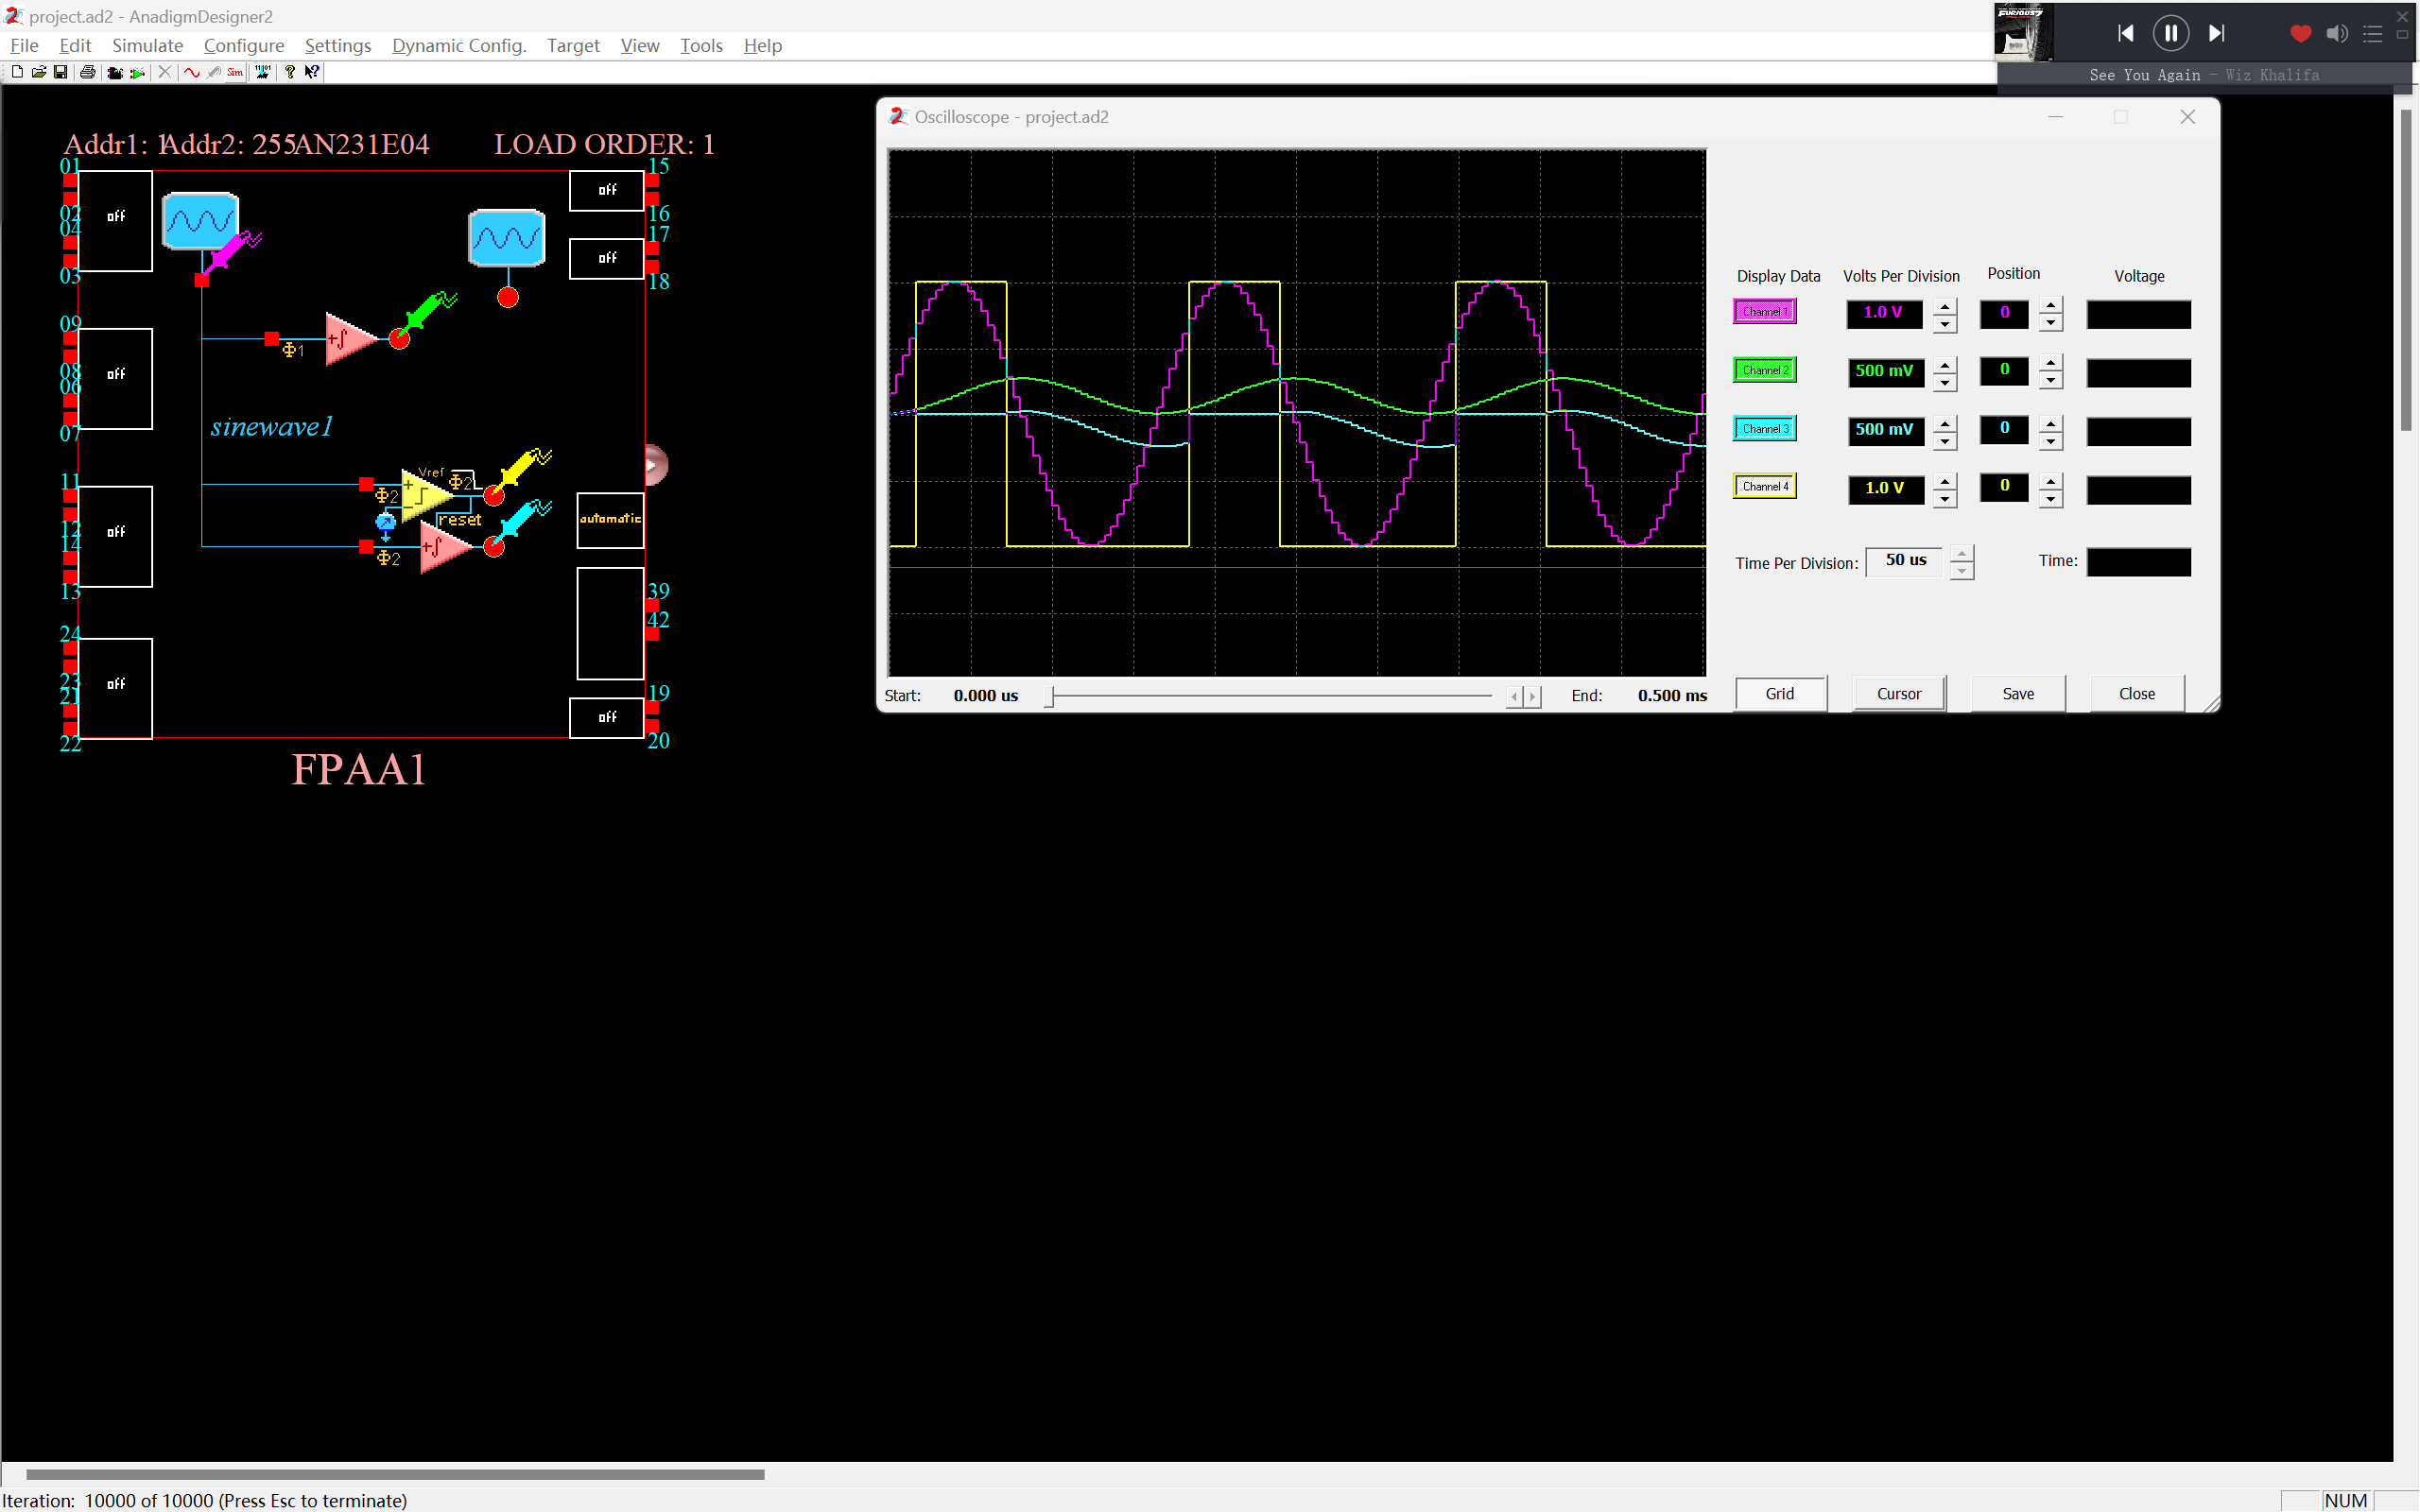 project.ad2 - AnadigmDesigner2
File Edit Simulate Configure Settings Dynamic Config. Target View Tools Help
Sim
See You Again - Wiz Khalifa
Addr1: 1 Addr2: 255 AN231E04 LOAD ORDER: 1
01
02
04
03
09
08
06
07
11
12
14
13
24
23
21
22
off
off
off
off
Φ1
sinewave1
Vref
Φ2
Φ2
reset
Φ2
off
off
automatic
off
15
16
17
18
39
42
19
20
FPAA1
Oscilloscope - project.ad2
Display Data Volts Per Division Position Voltage
Channel 1 1.0 V 0
Channel 2 500 mV 0
Channel 3 500 mV 0
Channel 4 1.0 V 0
Time Per Division: 50 us Time:
Start: 0.000 us End: 0.500 ms Grid Cursor Save Close
Iteration: 10000 of 10000 (Press Esc to terminate) NUM